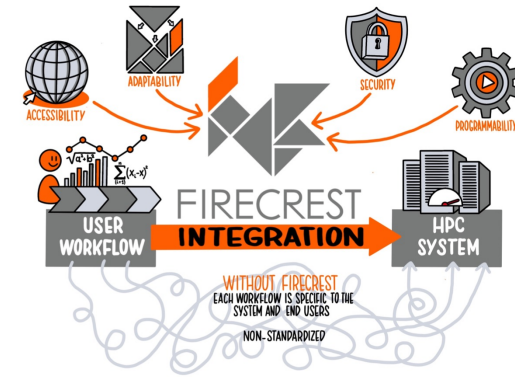 ACCESSIBILITY
ADAPTABILITY
SECURITY
PROGRAMMABILITY
FIRECREST
INTEGRATION
USER
WORKFLOW
HPC
SYSTEM
WITHOUT FIRECREST
EACH WORKFLOW IS SPECIFIC TO THE
SYSTEM AND END USERS
NON-STANDARDIZED